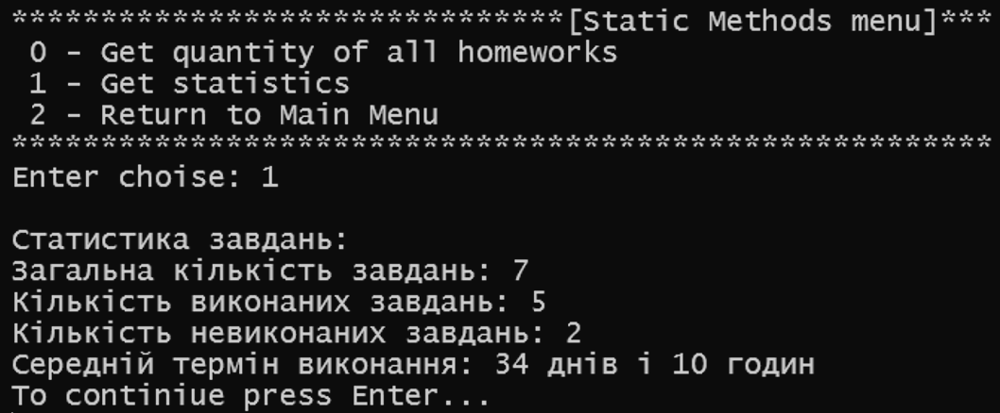 *******************************[Static Methods menu]***
 0 - Get quantity of all homeworks
 1 - Get statistics
 2 - Return to Main Menu
*******************************************************
Enter choise: 1

Статистика завдань:
Загальна кількість завдань: 7
Кількість виконаних завдань: 5
Кількість невиконаних завдань: 2
Середній термін виконання: 34 днів і 10 годин
To continiue press Enter...